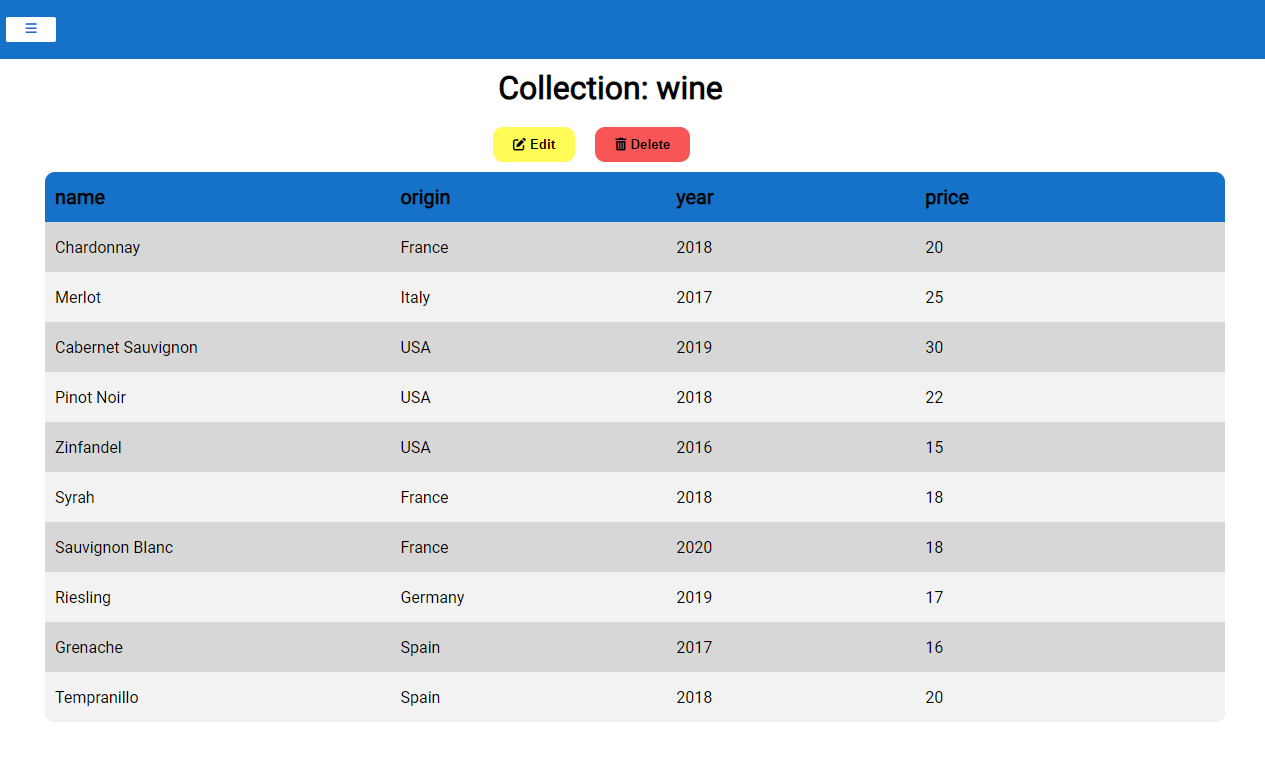 Collection: wine
Edit Delete
name origin year price
Chardonnay France 2018 20
Merlot Italy 2017 25
Cabernet Sauvignon USA 2019 30
Pinot Noir USA 2018 22
Zinfandel USA 2016 15
Syrah France 2018 18
Sauvignon Blanc France 2020 18
Riesling Germany 2019 17
Grenache Spain 2017 16
Tempranillo Spain 2018 20